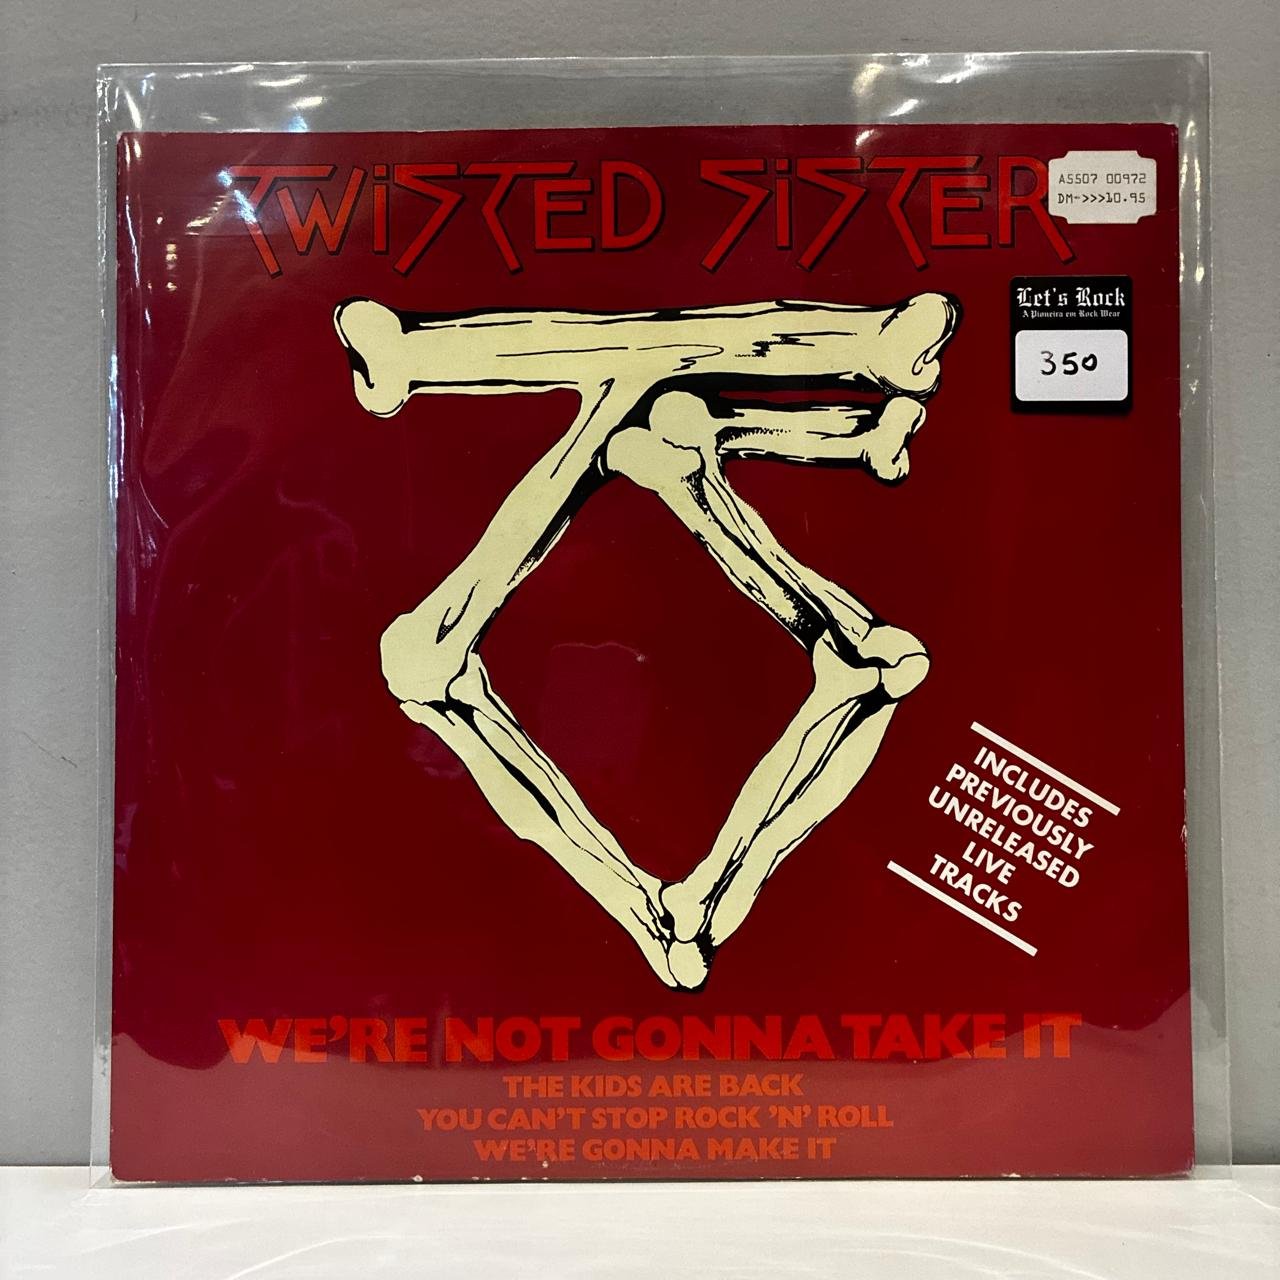 TWiSTED SiSTER
ASS07 00972
DM->>>10.95
Let's Rock
A Pioneira em Rock Wear
350
INCLUDES
PREVIOUSLY
UNRELEASED
LIVE
TRACKS
WE'RE NOT GONNA TAKE IT
THE KIDS ARE BACK
YOU CAN'T STOP ROCK 'N' ROLL
WE'RE GONNA MAKE IT